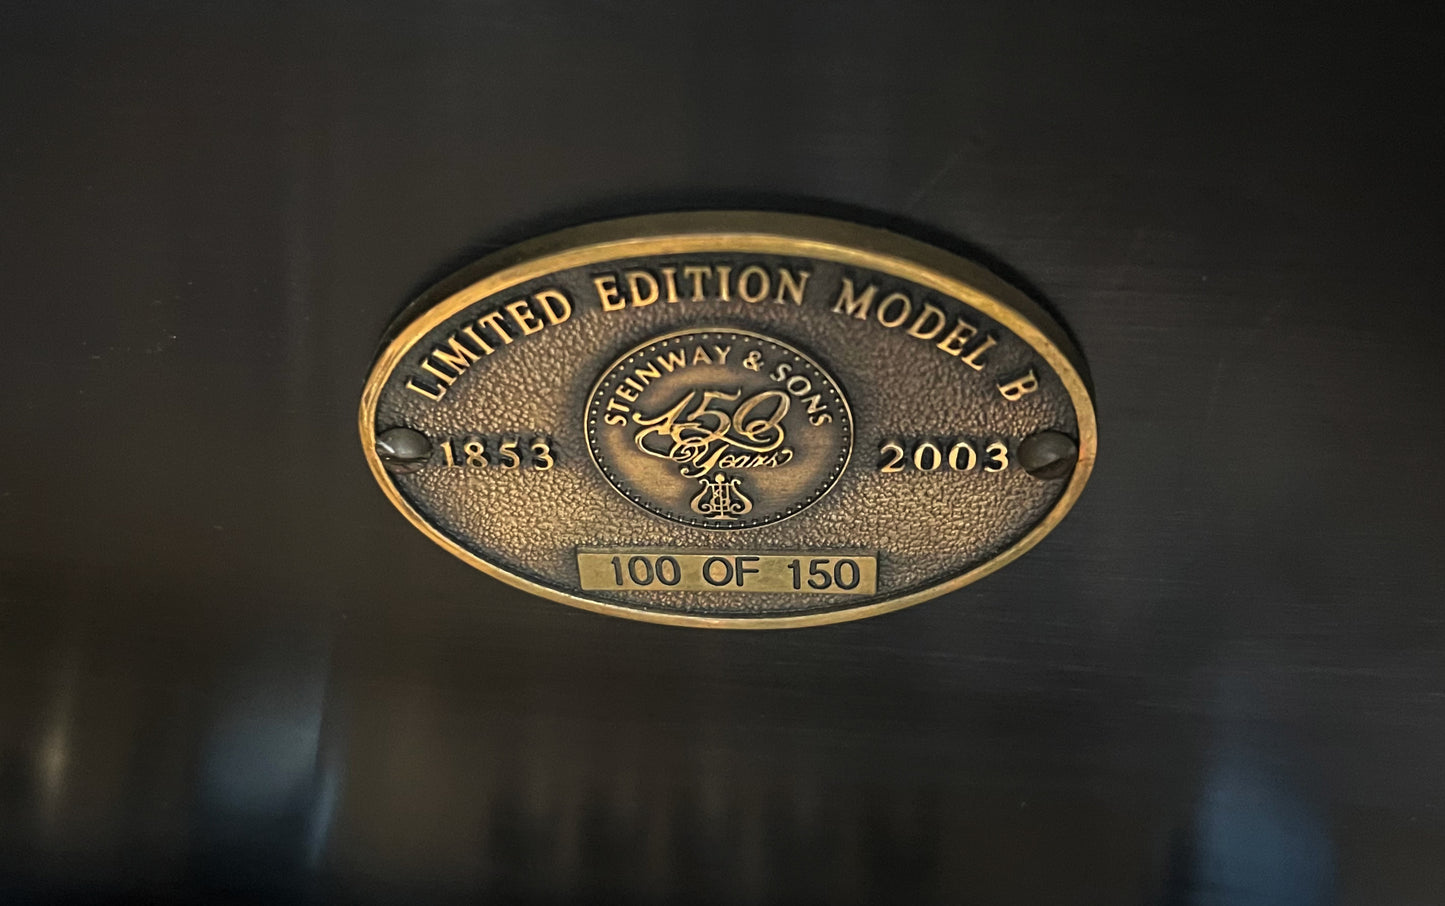 LIMITED EDITION MODEL B
STEINWAY & SONS
150
Years
1853
2003
100 OF 150